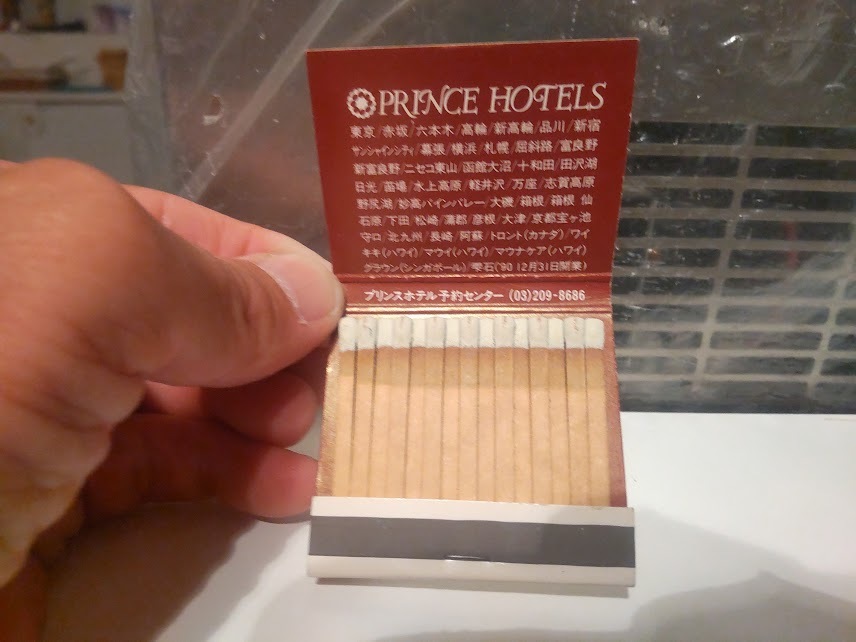 PRINCE HOTELS
東京/赤坂/六本木/高輪/新高輪/品川/新宿
サンシャインシティ/幕張/横浜/札幌/屈斜路/富良野
新富良野/ニセコ東山/函館大沼/十和田/田沢湖
日光/苗場/水上高原/軽井沢/万座/志賀高原
野尻湖/妙高パインバレー/大磯/箱根/箱根 仙
石原/下田/松崎/蒲郡/彦根/大津/京都宝ヶ池
守口/北九州/長崎/阿蘇/トロント(カナダ)/ワイ
キキ(ハワイ)/マウイ(ハワイ)/マウナケア(ハワイ)
グラウン(シンガポール)/雫石('90 12月31日開業)
プリンスホテル予約センター (03)209-8686